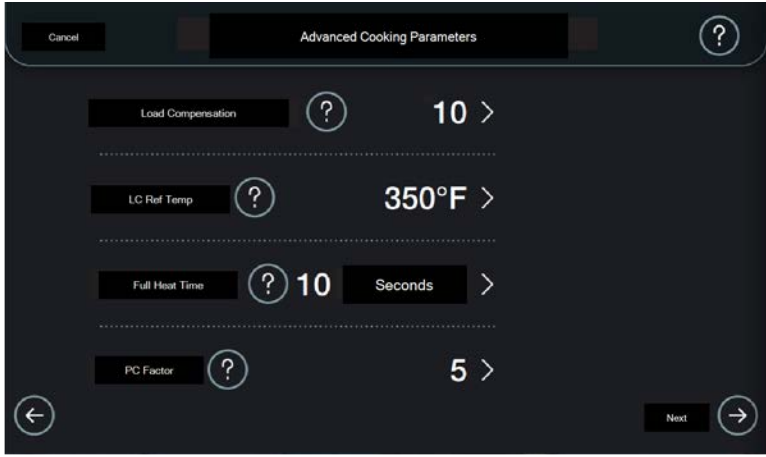 Cancel
Advanced Cooking Parameters
?
Load Compensation ? 10 >
LC Ref Temp ? 350°F >
Full Heat Time ? 10 Seconds >
PC Factor ? 5 >
←
Next →